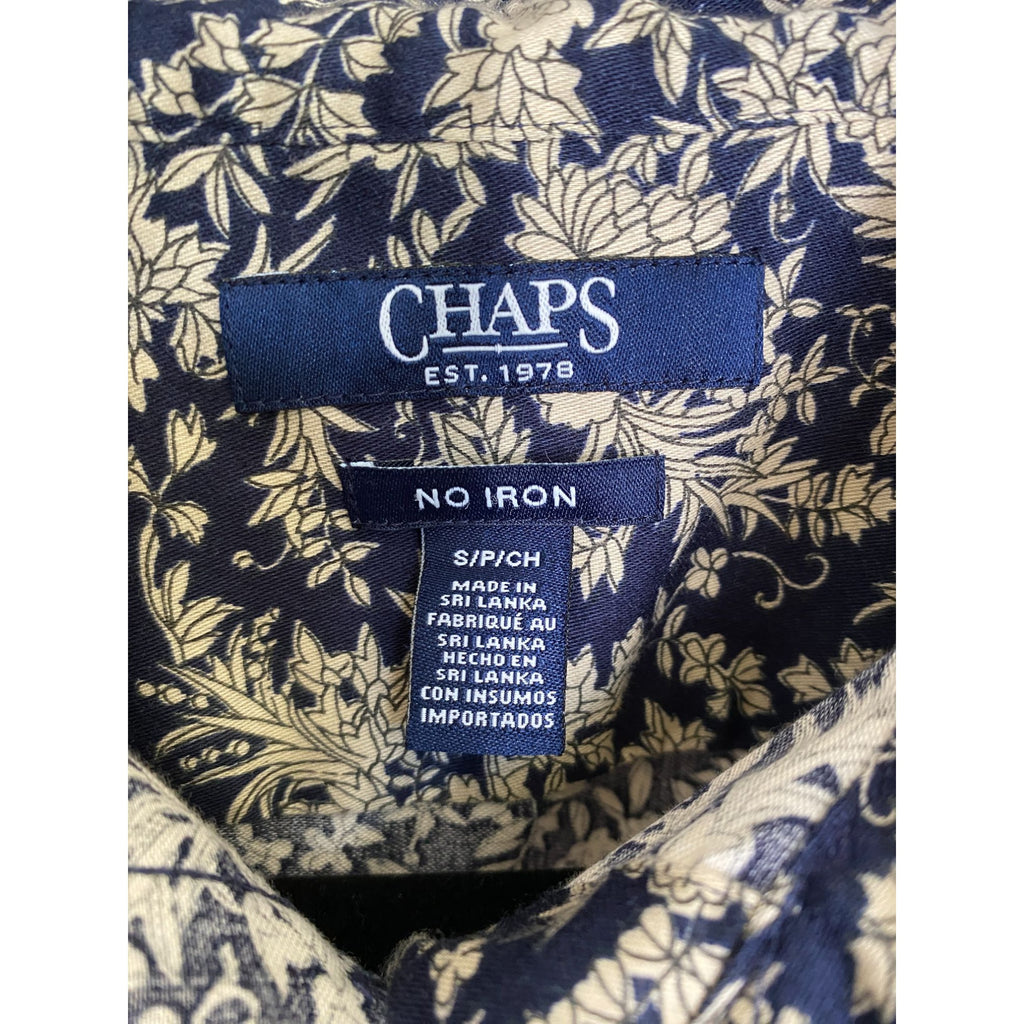 CHAPS
EST. 1978
NO IRON
S/P/CH
MADE IN
SRI LANKA
FABRIQUÉ AU
SRI LANKA
HECHO EN
SRI LANKA
CON INSUMOS
IMPORTADOS